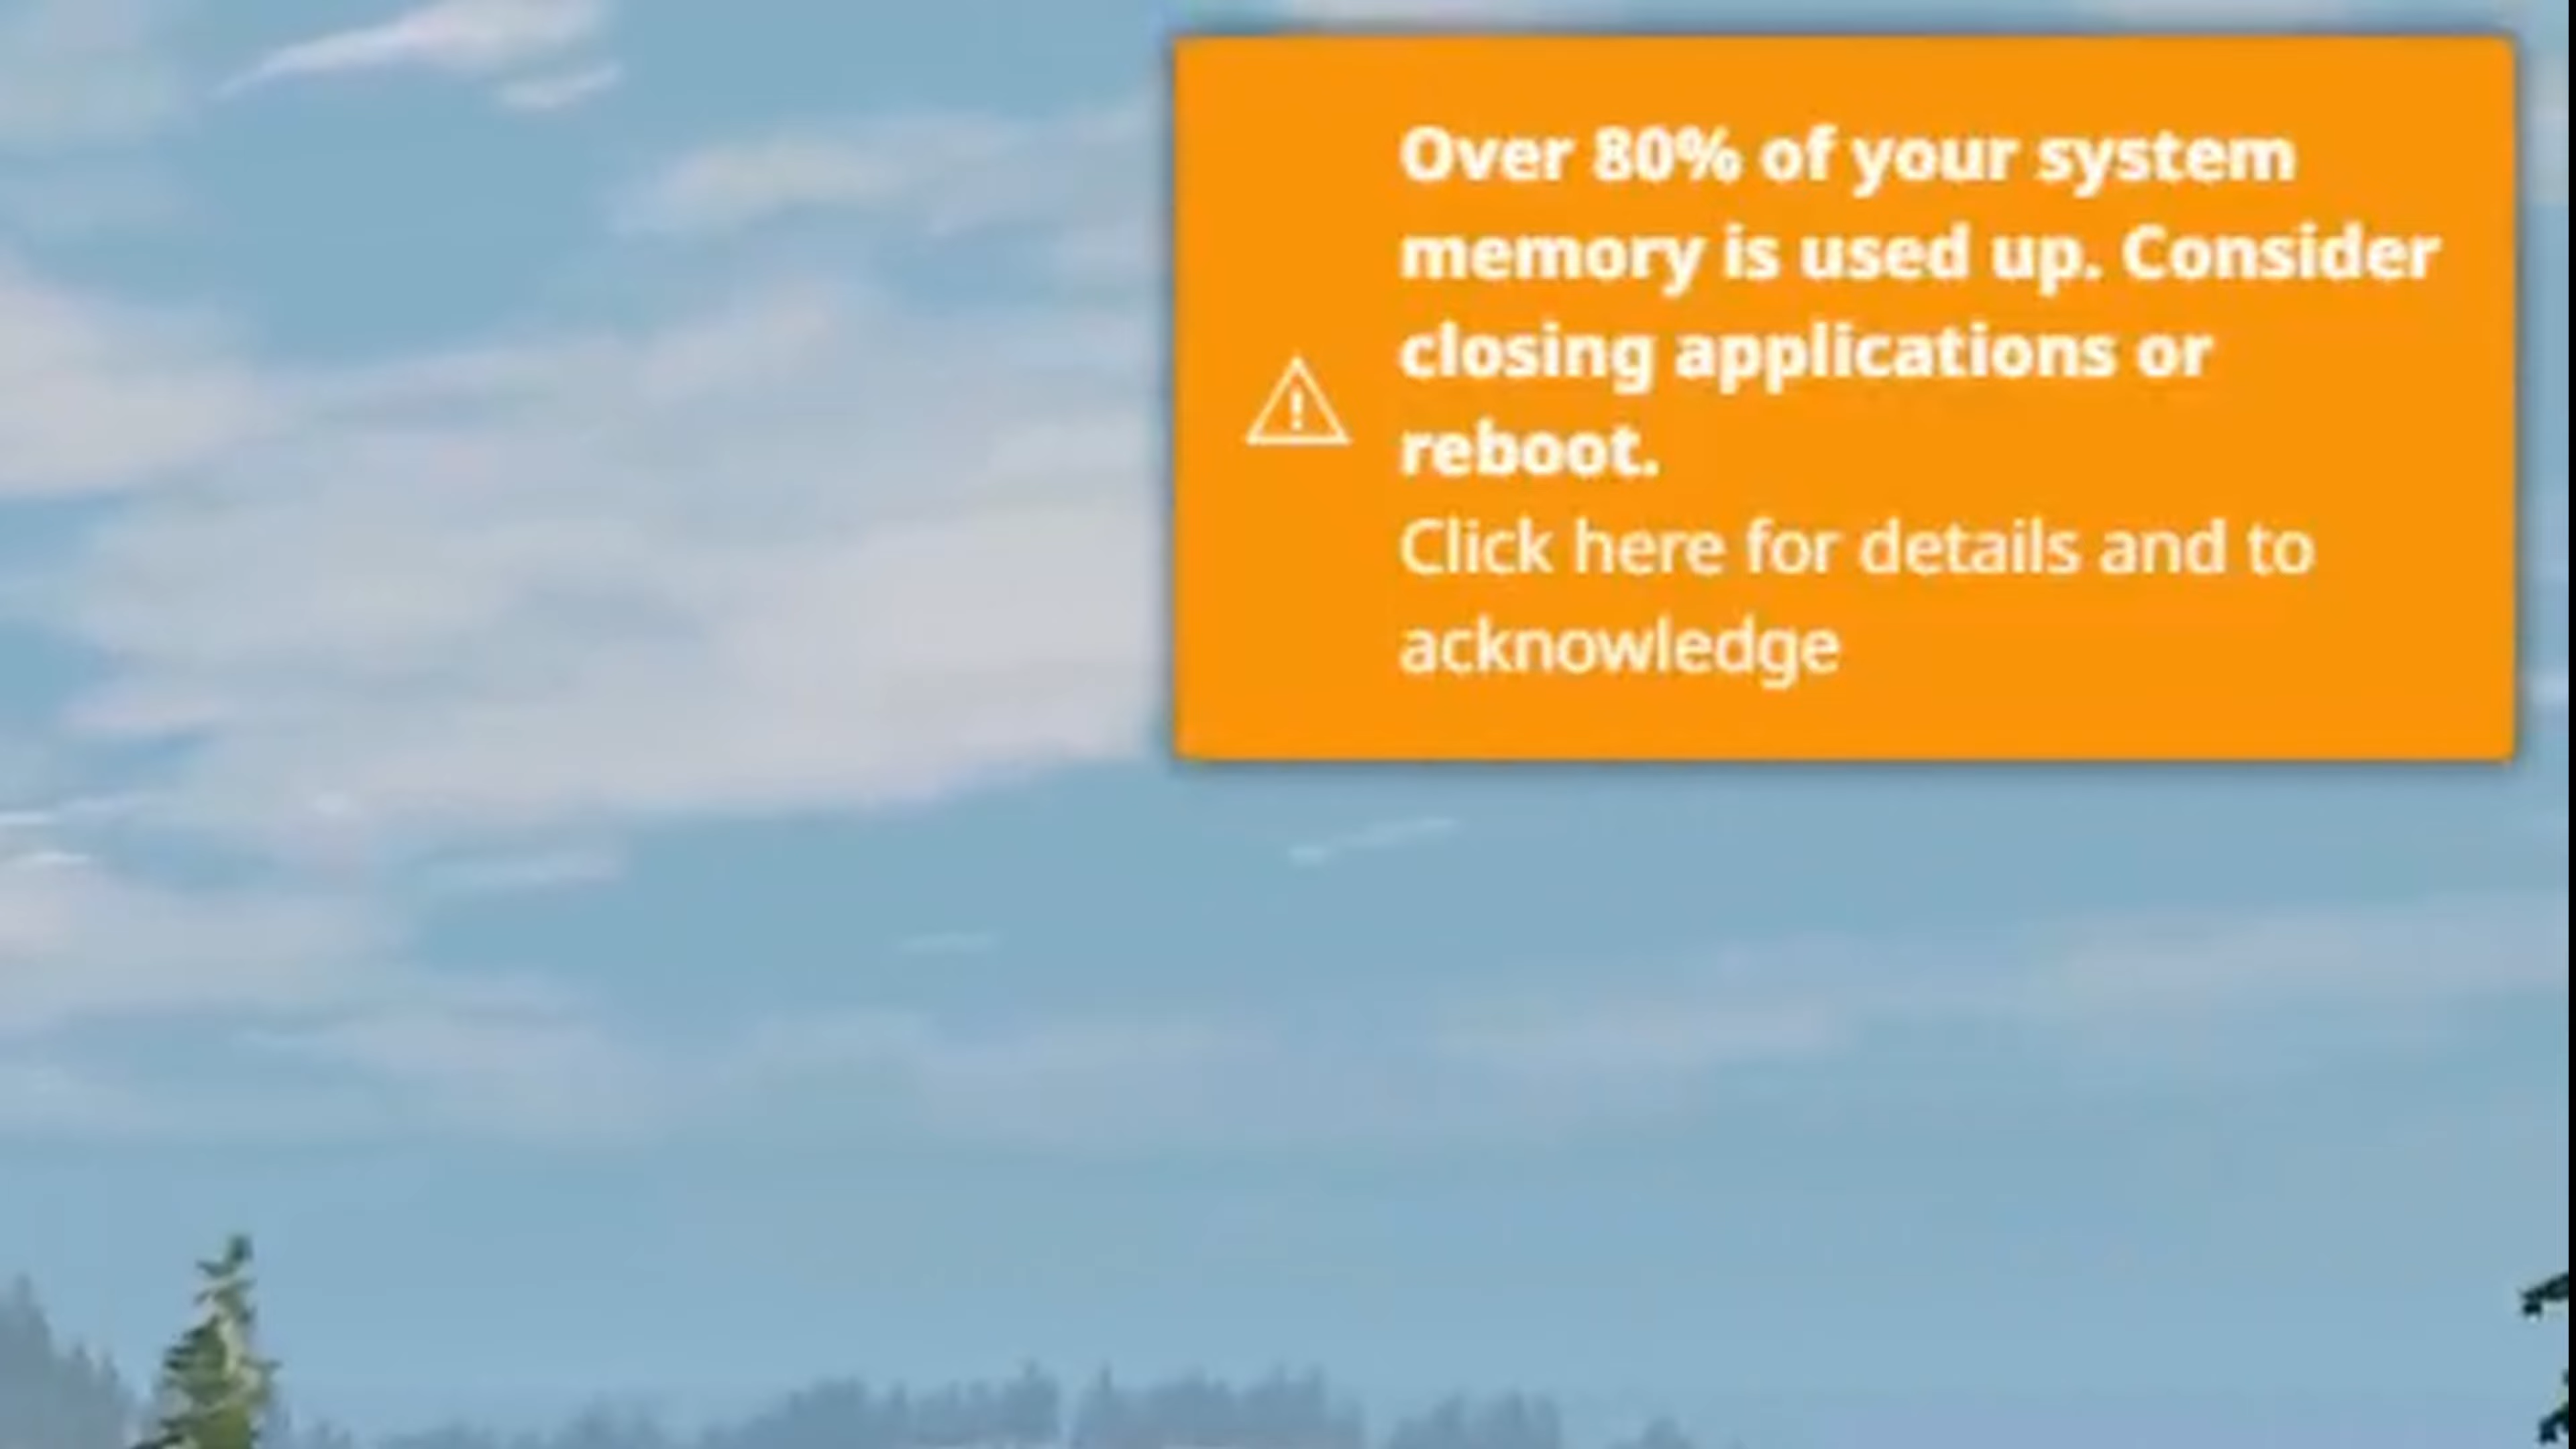 Over 80% of your system
memory is used up. Consider
closing applications or
reboot.
Click here for details and to
acknowledge